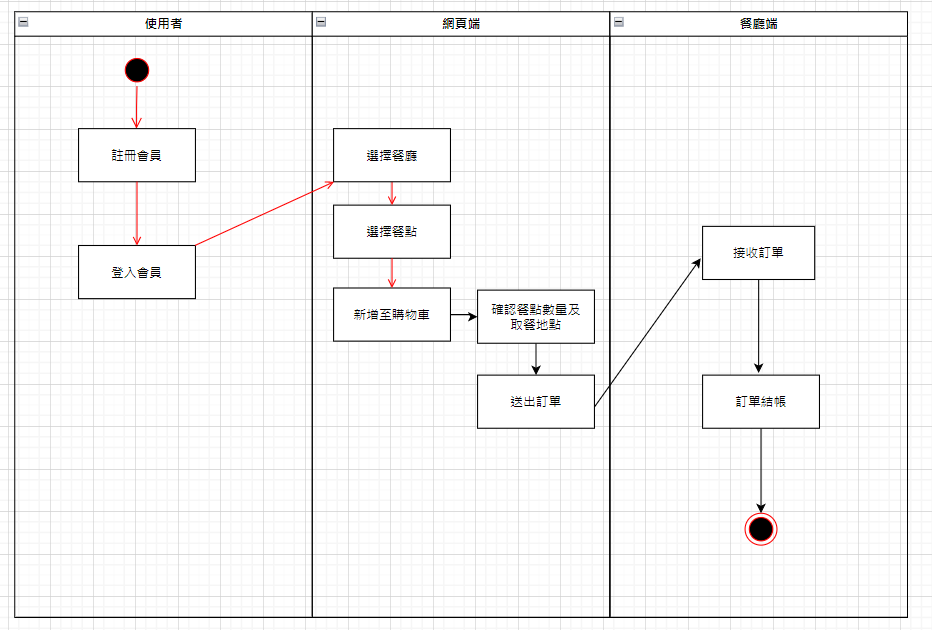 使用者
網頁端
餐廳端
註冊會員
登入會員
選擇餐廳
選擇餐點
新增至購物車
確認餐點數量及
取餐地點
送出訂單
接收訂單
訂單結帳